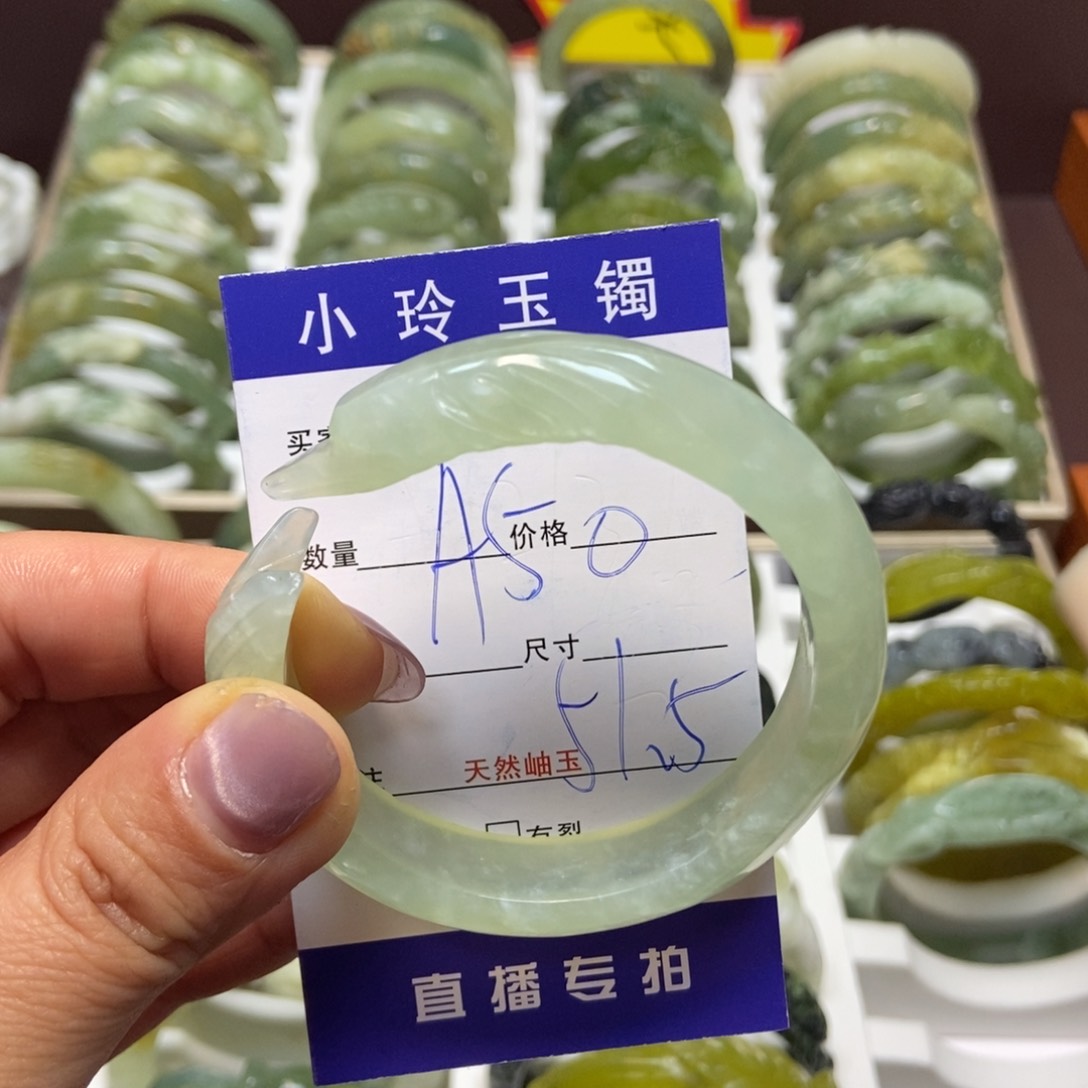 小玲玉镯
买
数量 价格
A50
尺寸
51.5
天然岫玉
有裂
直播专拍